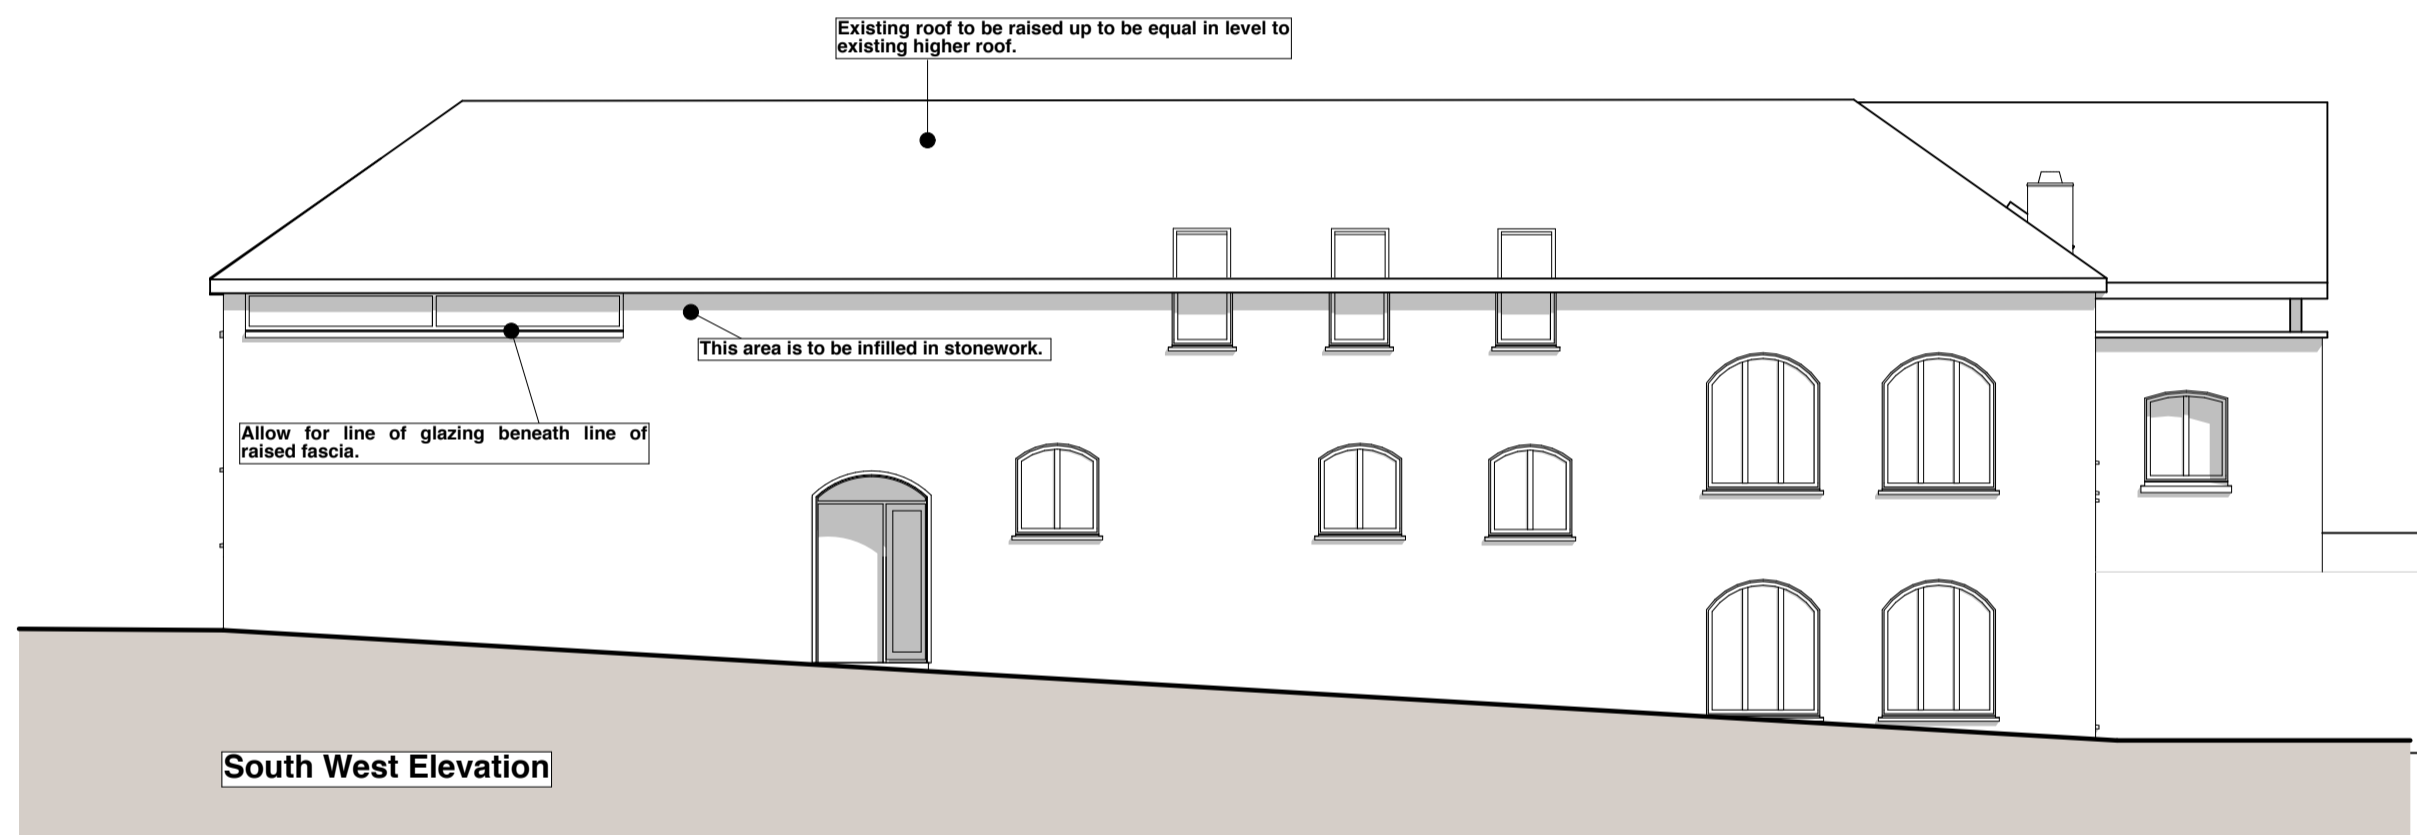 Existing roof to be raised up to be equal in level to
existing higher roof.
This area is to be infilled in stonework.
Allow for line of glazing beneath line of
raised fascia.
South West Elevation